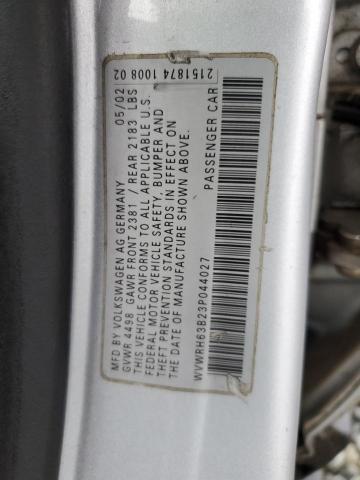 2151874 1008 02
MFD BY VOLKSWAGEN AG GERMANY 05/02
GVWR 4498 GAWR FRONT 2381 / REAR 2183 LBS
THIS VEHICLE CONFORMS TO ALL APPLICABLE U.S.
FEDERAL MOTOR VEHICLE SAFETY, BUMPER AND
THEFT PREVENTION STANDARDS IN EFFECT ON
DATE OF MANUFACTURE SHOWN ABOVE.
PASSENGER CAR
WVWRH63B23P044027